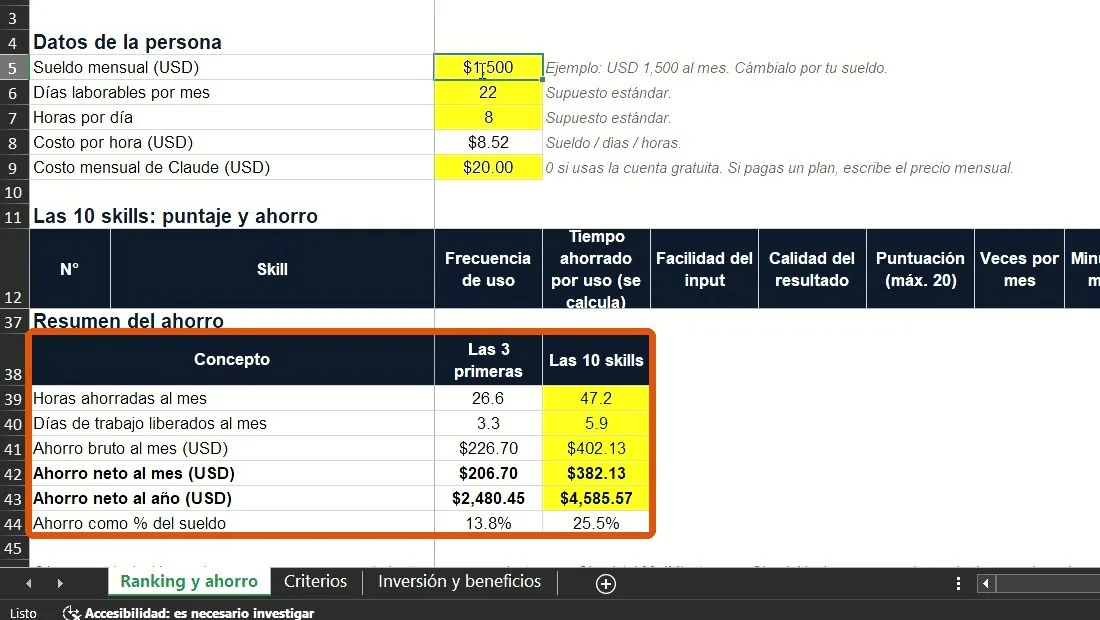 3
4 Datos de la persona
5 Sueldo mensual (USD) $1,500 Ejemplo: USD 1,500 al mes. Cámbialo por tu sueldo.
6 Días laborables por mes 22 Supuesto estándar.
7 Horas por día 8 Supuesto estándar.
8 Costo por hora (USD) $8.52 Sueldo / dias / horas.
9 Costo mensual de Claude (USD) $20.00 0 si usas la cuenta gratuita. Si pagas un plan, escribe el precio mensual.
10
11 Las 10 skills: puntaje y ahorro
12 N° Skill Frecuencia de uso Tiempo ahorrado por uso (se calcula) Facilidad del input Calidad del resultado Puntuación (máx. 20) Veces por mes
37 Resumen del ahorro
38 Concepto Las 3 primeras Las 10 skills
39 Horas ahorradas al mes 26.6 47.2
40 Días de trabajo liberados al mes 3.3 5.9
41 Ahorro bruto al mes (USD) $226.70 $402.13
42 Ahorro neto al mes (USD) $206.70 $382.13
43 Ahorro neto al año (USD) $2,480.45 $4,585.57
44 Ahorro como % del sueldo 13.8% 25.5%
45
Ranking y ahorro Criterios Inversión y beneficios
Listo Accesibilidad: es necesario investigar